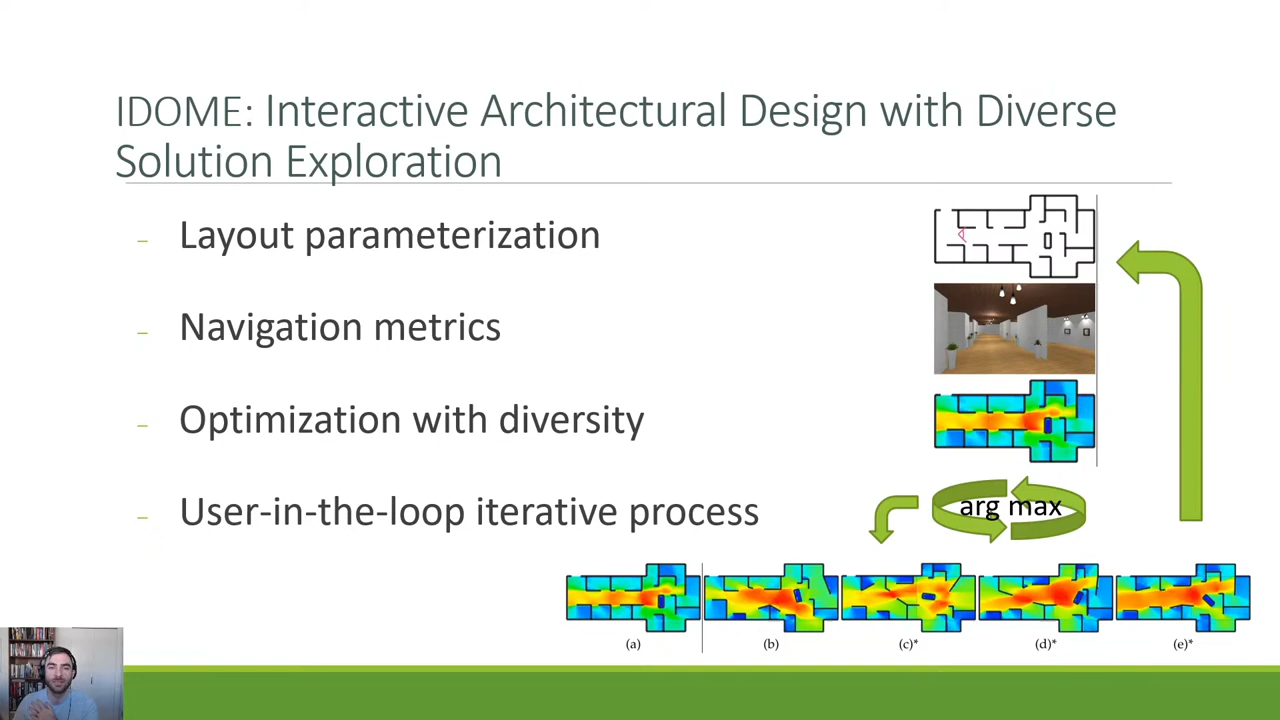 IDOME: Interactive Architectural Design with Diverse
Solution Exploration
– Layout parameterization
– Navigation metrics
– Optimization with diversity
– User-in-the-loop iterative process
arg max
(a)
(b)
(c)*
(d)*
(e)*